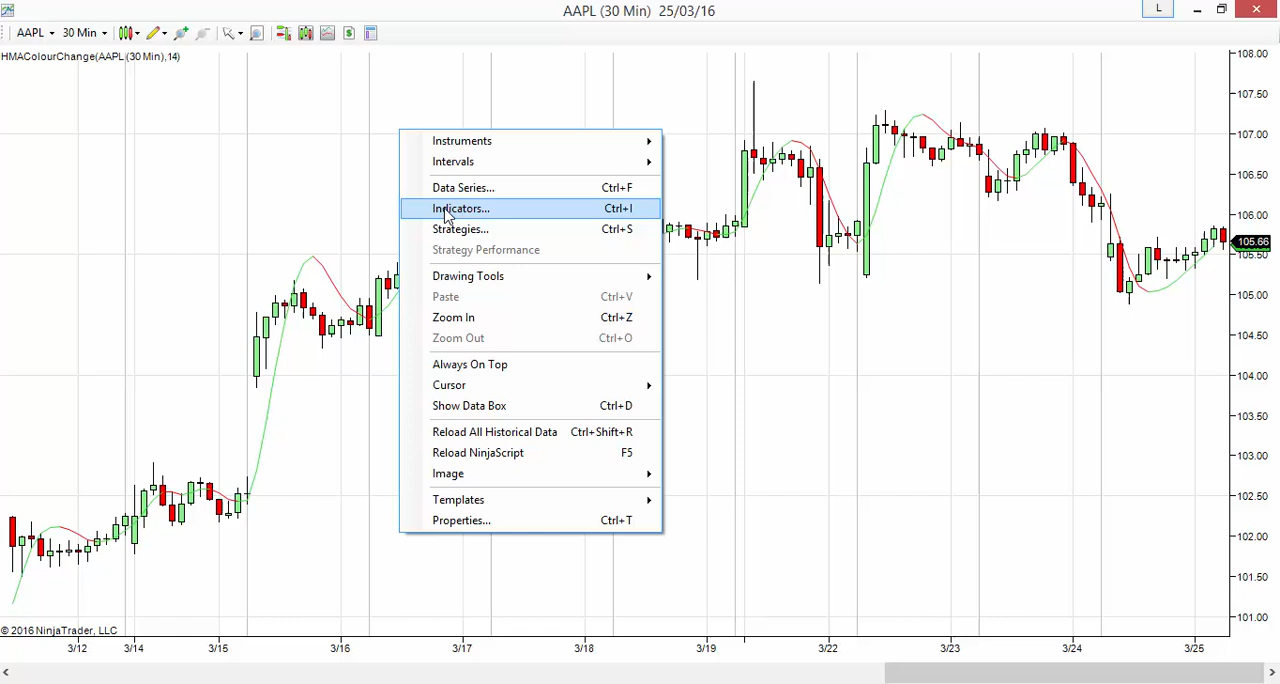 AAPL (30 Min) 25/03/16
L
AAPL 30 Min
HMAColourChange(AAPL (30 Min),14)
Instruments
Intervals
Data Series... Ctrl+F
Indicators... Ctrl+I
Strategies... Ctrl+S
Strategy Performance
Drawing Tools
Paste Ctrl+V
Zoom In Ctrl+Z
Zoom Out Ctrl+O
Always On Top
Cursor
Show Data Box Ctrl+D
Reload All Historical Data Ctrl+Shift+R
Reload NinjaScript F5
Image
Templates
Properties... Ctrl+T
108.00
107.50
107.00
106.50
106.00
105.66
105.50
105.00
104.50
104.00
103.50
103.00
102.50
102.00
101.50
101.00
© 2016 NinjaTrader, LLC
3/12 3/14 3/15 3/16 3/17 3/18 3/19 3/22 3/23 3/24 3/25